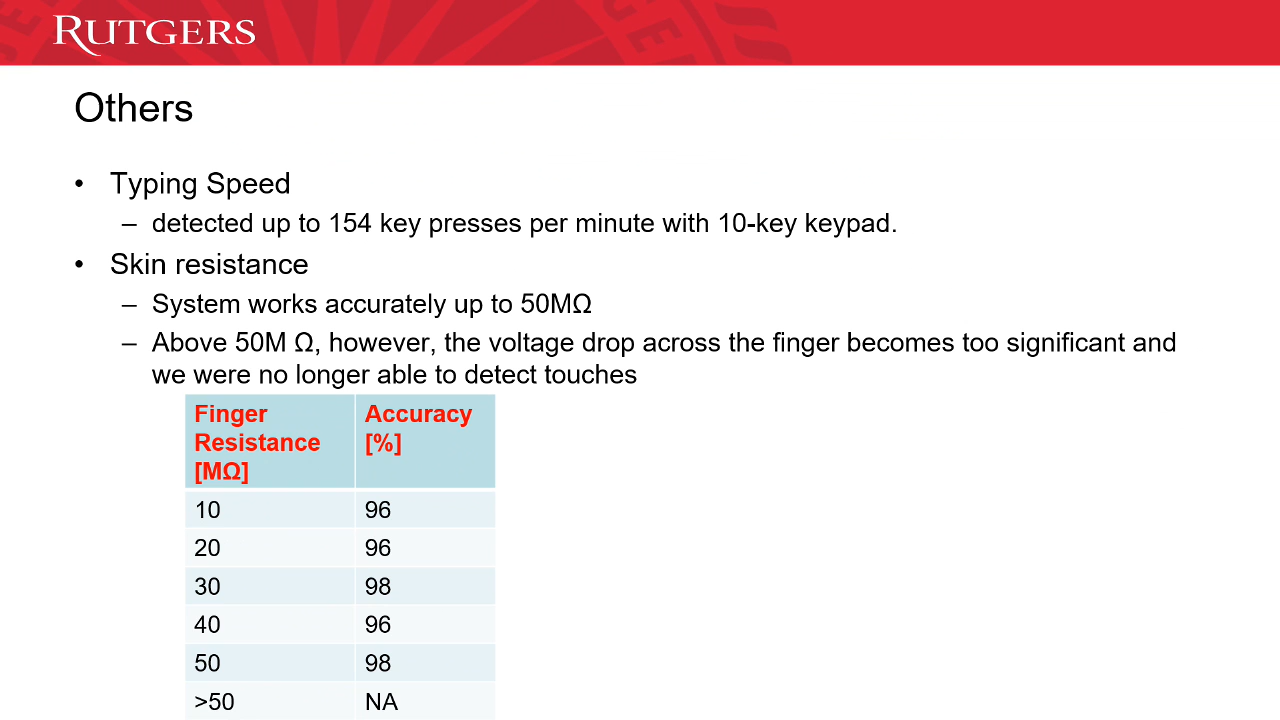 RUTGERS
Others
• Typing Speed
– detected up to 154 key presses per minute with 10-key keypad.
• Skin resistance
– System works accurately up to 50MΩ
– Above 50M Ω, however, the voltage drop across the finger becomes too significant and
we were no longer able to detect touches
Finger Accuracy
Resistance [%]
[MΩ]
10 96
20 96
30 98
40 96
50 98
>50 NA